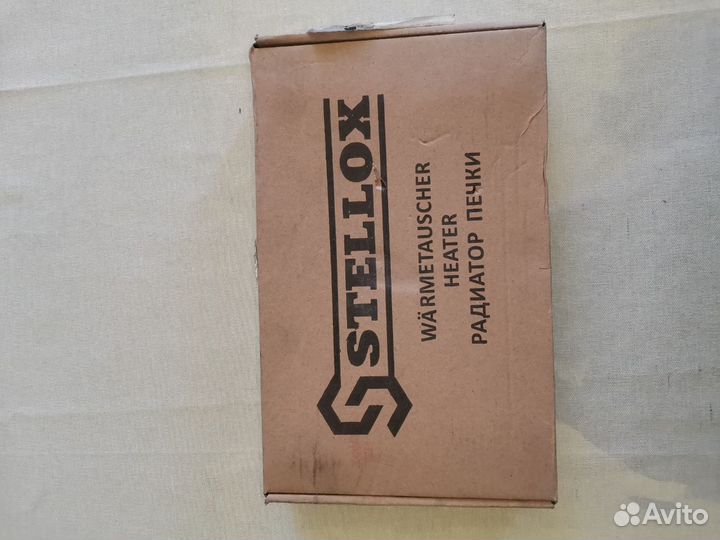 STELLOX
WÄRMETAUSCHER
HEATER
РАДИАТОР ПЕЧКИ
Avito